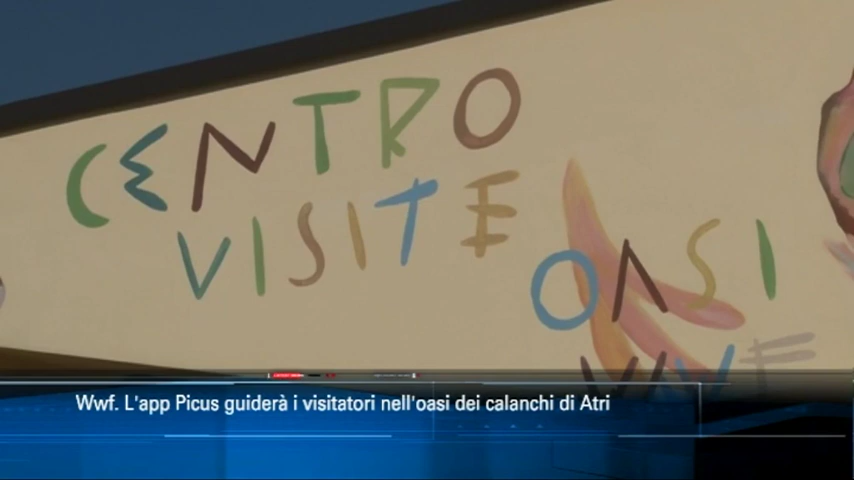 CENTRO
VISITE
OASI
Wwf. L'app Picus guiderà i visitatori nell'oasi dei calanchi di Atri